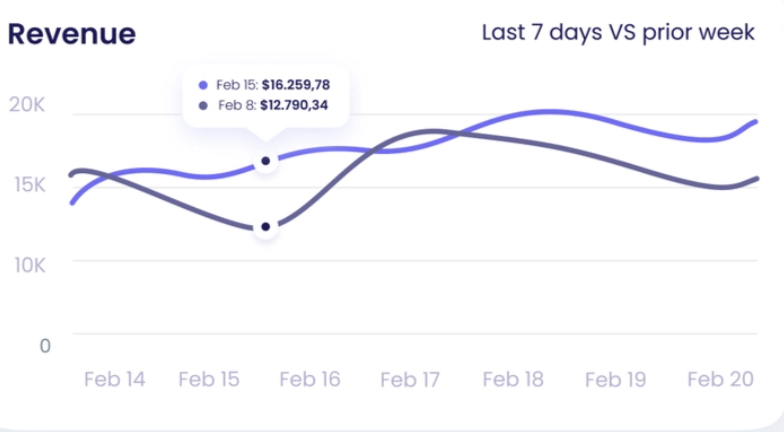 Revenue
Last 7 days VS prior week
Feb 15: $16.259,78
Feb 8: $12.790,34
20K
15K
10K
0
Feb 14 Feb 15 Feb 16 Feb 17 Feb 18 Feb 19 Feb 20